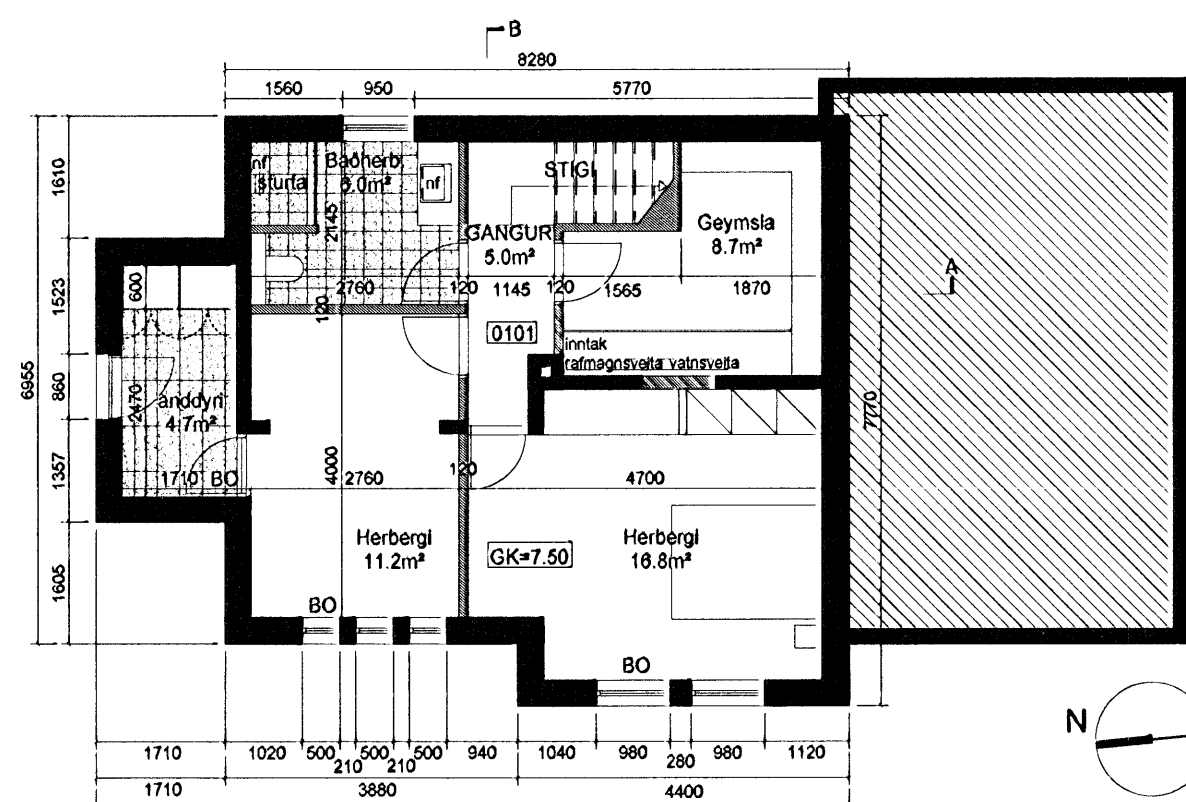 B
8280
1560 950 5770
nf
sturta
Baðherb.
6.0m²
nf
STIGI
GANGUR
5.0m²
Geymsla
8.7m²
A
1610
1523
860
1357
1605
6955
7770
600
2145
2760 120 1145 120 1565 1870
120
0101
inntak
rafmagnsveita vatnsveita
anddyri
4.7m²
2470
1710 BO
4000
2760
120
4700
Herbergi
11.2m²
GK=7.50
Herbergi
16.8m²
BO
BO
N
1710 1020 500 500 500 940 1040 980 980 1120
210 210 280
1710 3880 4400